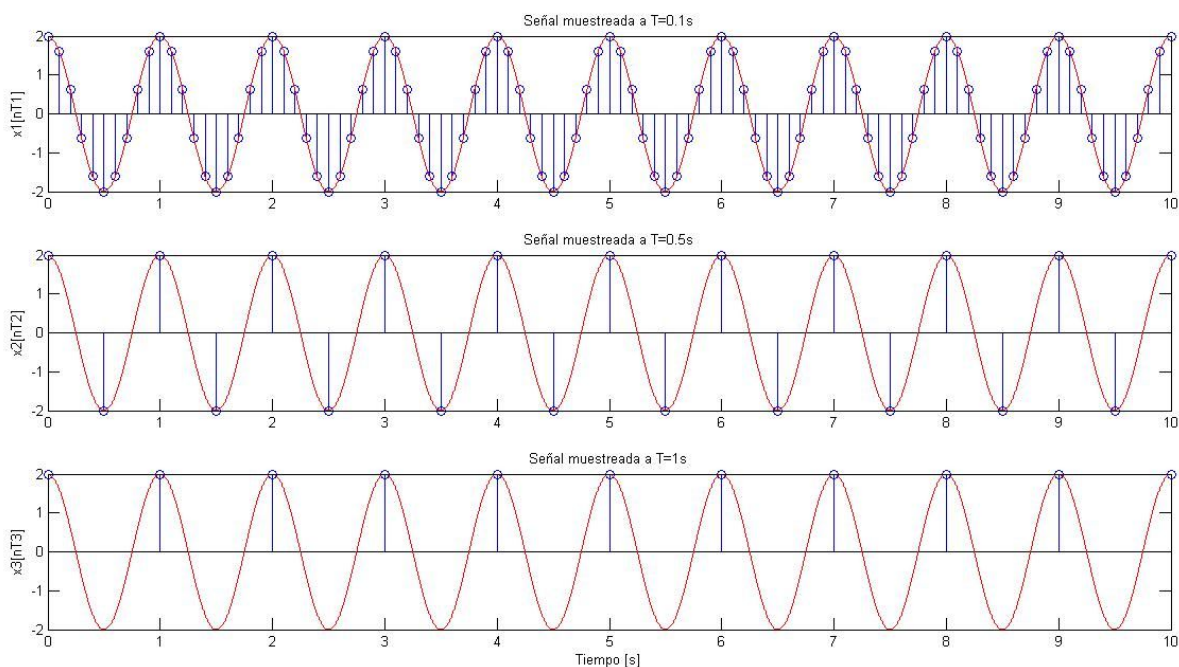 Señal muestreada a T=0.1s
2
1
0
-1
-2
x1[nT1]
0 1 2 3 4 5 6 7 8 9 10
Señal muestreada a T=0.5s
2
1
0
-1
-2
x2[nT2]
0 1 2 3 4 5 6 7 8 9 10
Señal muestreada a T=1s
2
1
0
-1
-2
x3[nT3]
0 1 2 3 4 5 6 7 8 9 10
Tiempo [s]